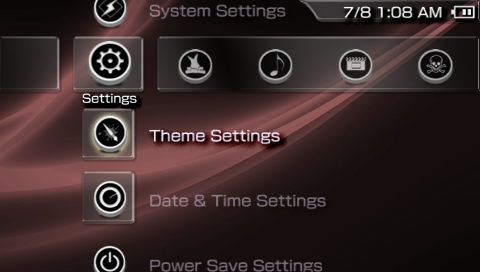 System Settings
7/8 1:08 AM
Settings
Theme Settings
Date & Time Settings
Power Save Settings